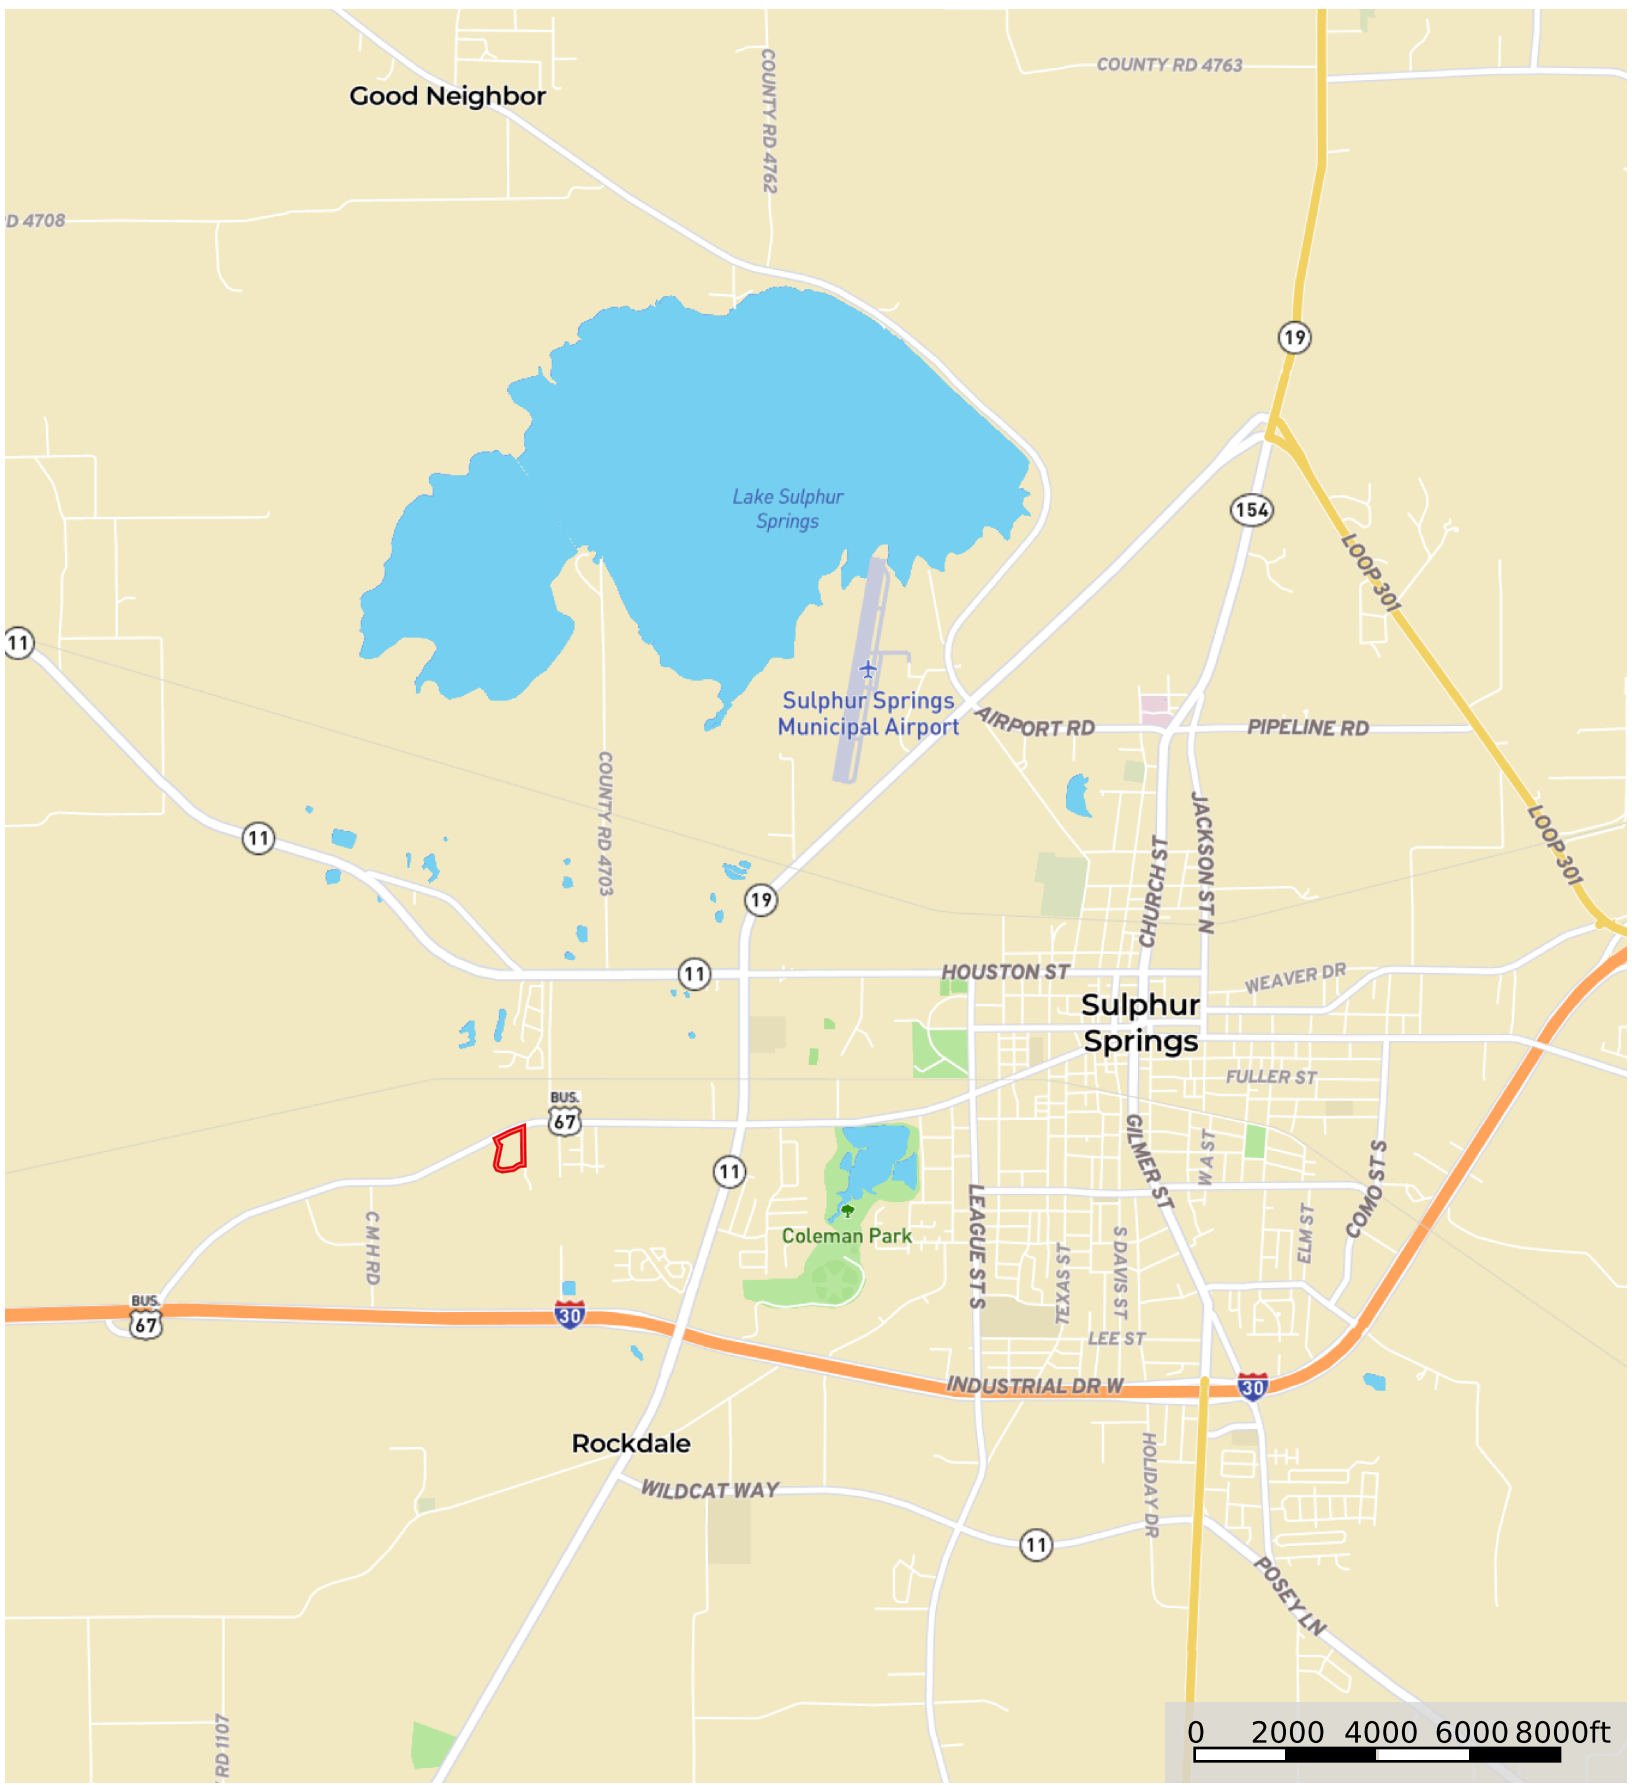 COUNTY RD 4763
Good Neighbor
COUNTY RD 4762
RD 4708
19
Lake Sulphur
Springs
154
LOOP 301
11
Sulphur Springs
Municipal Airport
AIRPORT RD
PIPELINE RD
COUNTY RD 4703
JACKSON ST N
LOOP 301
11
CHURCH ST
19
11
HOUSTON ST
WEAVER DR
Sulphur
Springs
FULLER ST
BUS.
67
GILMER ST
W A ST
11
COMO ST S
LEAGUE ST S
C M H RD
Coleman Park
ELM ST
TEXAS ST
S DAVIS ST
BUS.
67
30
LEE ST
INDUSTRIAL DR W
30
Rockdale
HOLIDAY DR
WILDCAT WAY
11
POSEY LN
RD 1107
0 2000 4000 6000 8000ft